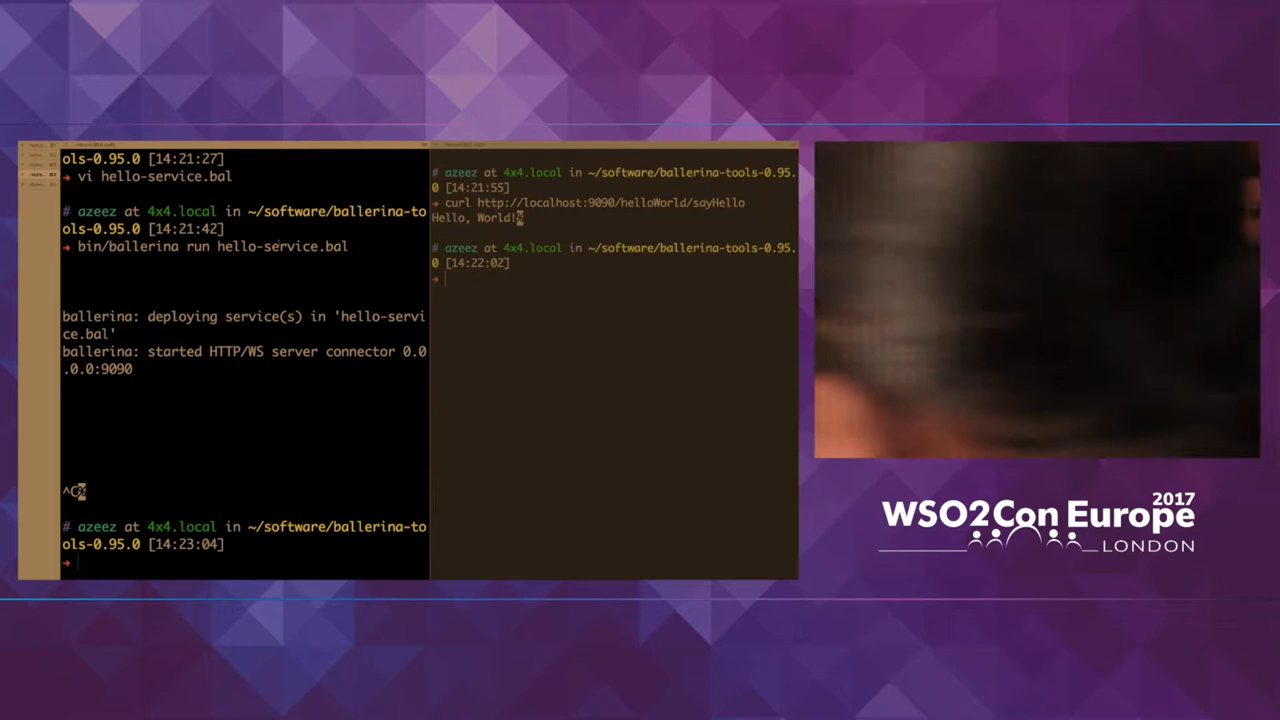 ols-0.95.0 [14:21:27]
➜ vi hello-service.bal
# azeez at 4x4.local in ~/software/ballerina-to
ols-0.95.0 [14:21:42]
➜ bin/ballerina run hello-service.bal
ballerina: deploying service(s) in 'hello-servi
ce.bal'
ballerina: started HTTP/WS server connector 0.0
.0.0:9090
^C%
# azeez at 4x4.local in ~/software/ballerina-to
ols-0.95.0 [14:23:04]
➜
# azeez at 4x4.local in ~/software/ballerina-tools-0.95.
0 [14:21:55]
➜ curl http://localhost:9090/helloWorld/sayHello
Hello, World!%
# azeez at 4x4.local in ~/software/ballerina-tools-0.95.
0 [14:22:02]
➜
WSO2Con Europe
2017
LONDON